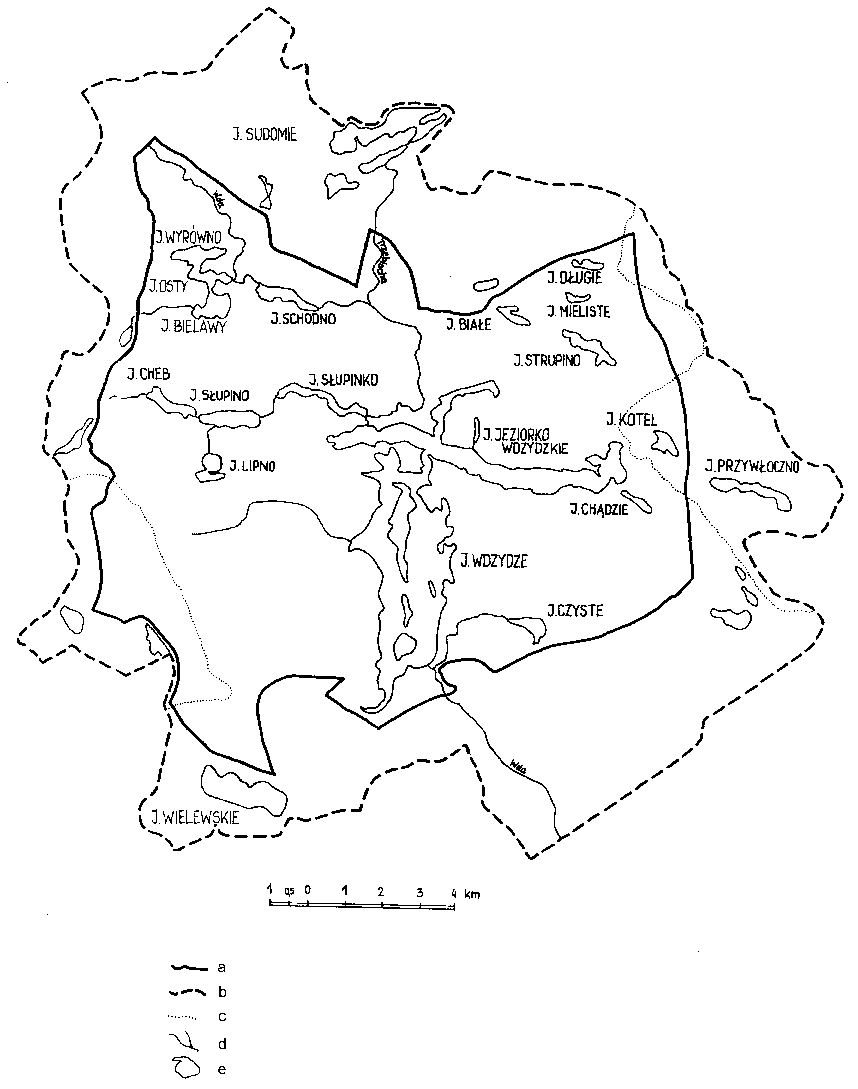 J. SUDOMIE
Wda
J. WYRÓWNO
Trzebiocha
J. OSTY
J. DŁUGIE
J. MIELISTE
J. BIELAWY
J. SCHODNO
J. BIAŁE
J. STRUPINO
J. CHEB
J. SŁUPINO
J. SŁUPINKO
J. KOTEŁ
J. JEZIORKO
WDZYDZKIE
J. LIPNO
J. PRZYWŁOCZNO
J. CHĄDZIE
J. WDZYDZE
J. CZYSTE
Wda
J. WIELEWSKIE
1 0,5 0 1 2 3 4 km
a
b
c
d
e